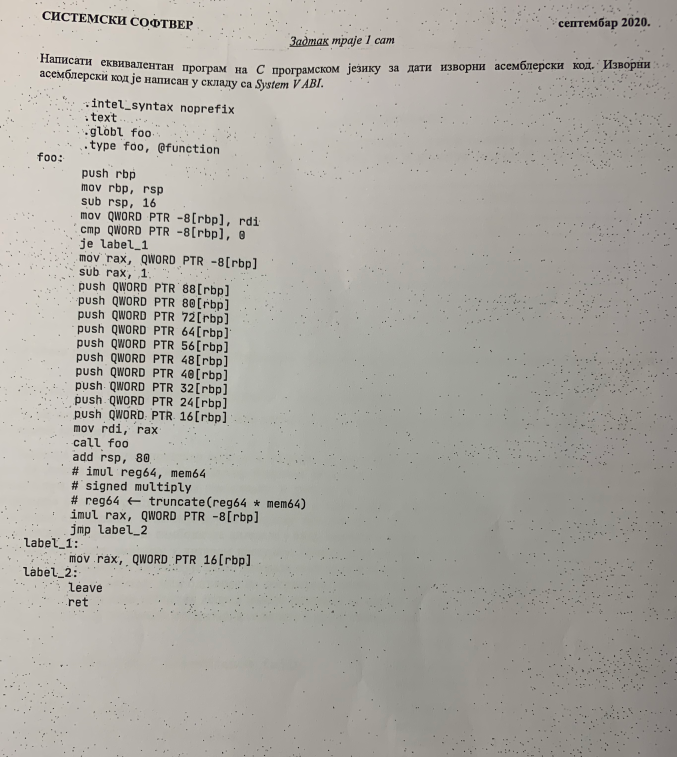 СИСТЕМСКИ СОФТВЕР
септембар 2020.
Задтак траје 1 сат
Написати еквивалентан програм на C програмском језику за дати изворни асемблерски код. Изворни
асемблерски код је написан у складу са System V ABI.
.intel_syntax noprefix
.text
.globl foo
.type foo, @function
foo:
push rbp
mov rbp, rsp
sub rsp, 16
mov QWORD PTR -8[rbp], rdi
cmp QWORD PTR -8[rbp], 0
je label_1
mov rax, QWORD PTR -8[rbp]
sub rax, 1
push QWORD PTR 88[rbp]
push QWORD PTR 80[rbp]
push QWORD PTR 72[rbp]
push QWORD PTR 64[rbp]
push QWORD PTR 56[rbp]
push QWORD PTR 48[rbp]
push QWORD PTR 40[rbp]
push QWORD PTR 32[rbp]
push QWORD PTR 24[rbp]
push QWORD PTR 16[rbp]
mov rdi, rax
call foo
add rsp, 80
# imul reg64, mem64
# signed multiply
# reg64 <- truncate(reg64 * mem64)
imul rax, QWORD PTR -8[rbp]
jmp label_2
label_1:
mov rax, QWORD PTR 16[rbp]
label_2:
leave
ret